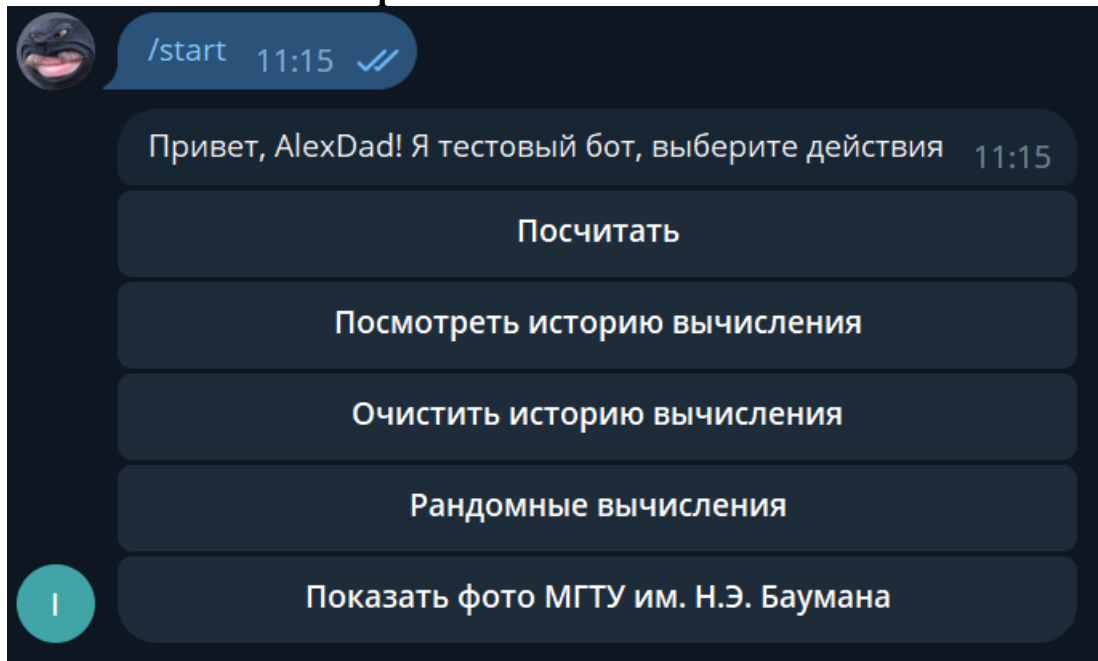 /start 11:15
Привет, AlexDad! Я тестовый бот, выберите действия 11:15
Посчитать
Посмотреть историю вычисления
Очистить историю вычисления
Рандомные вычисления
I
Показать фото МГТУ им. Н.Э. Баумана